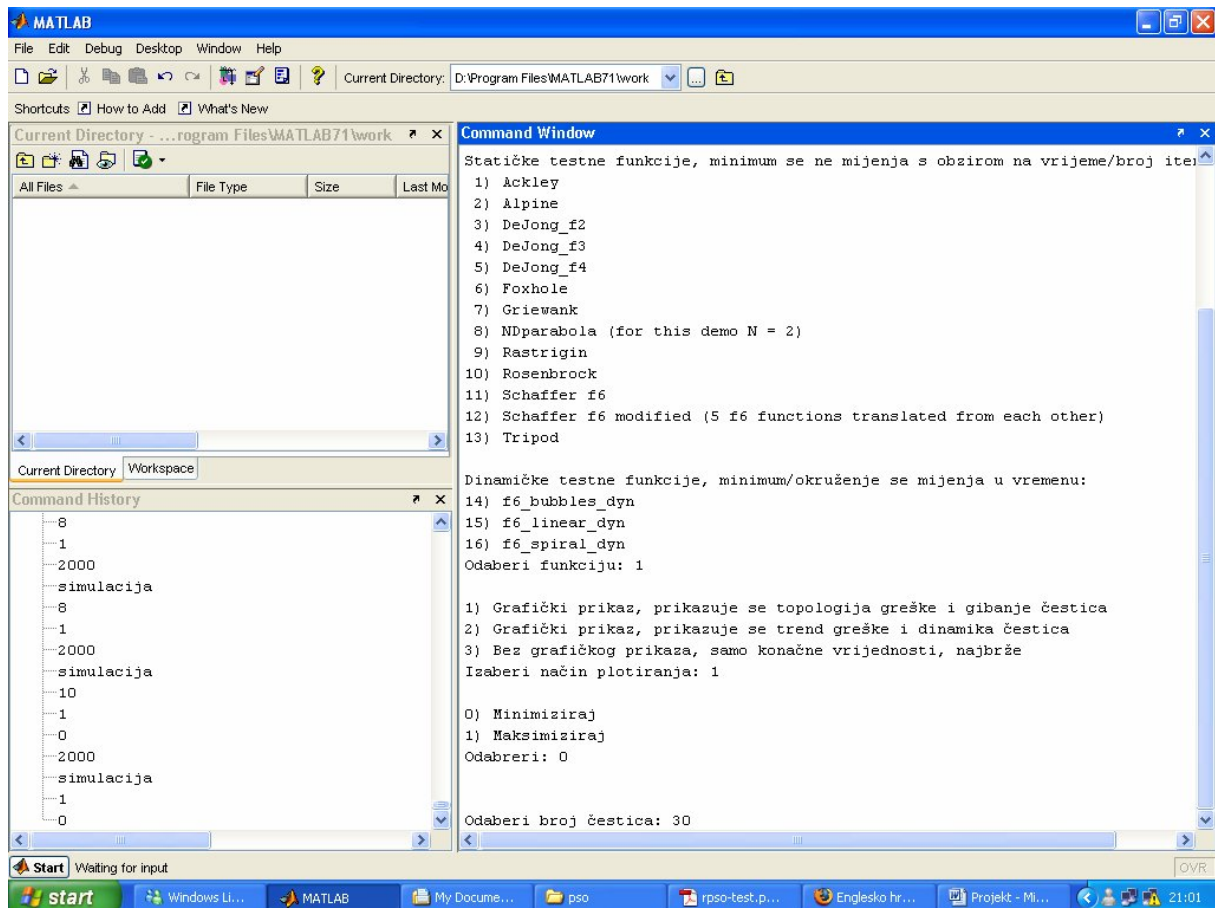 MATLAB
File Edit Debug Desktop Window Help
Current Directory: D:\Program Files\MATLAB71\work
Shortcuts How to Add What's New
Current Directory - ...rogram Files\MATLAB71\work
All Files File Type Size Last Mo
Current Directory Workspace
Command History
8
1
2000
simulacija
8
1
2000
simulacija
10
1
0
2000
simulacija
1
0
Command Window
Statičke testne funkcije, minimum se ne mijenja s obzirom na vrijeme/broj iter
1) Ackley
2) Alpine
3) DeJong_f2
4) DeJong_f3
5) DeJong_f4
6) Foxhole
7) Griewank
8) NDparabola (for this demo N = 2)
9) Rastrigin
10) Rosenbrock
11) Schaffer f6
12) Schaffer f6 modified (5 f6 functions translated from each other)
13) Tripod
Dinamičke testne funkcije, minimum/okruženje se mijenja u vremenu:
14) f6_bubbles_dyn
15) f6_linear_dyn
16) f6_spiral_dyn
Odaberi funkciju: 1
1) Grafički prikaz, prikazuje se topologija greške i gibanje čestica
2) Grafički prikaz, prikazuje se trend greške i dinamika čestica
3) Bez grafičkog prikaza, samo konačne vrijednosti, najbrže
Izaberi način plotiranja: 1
0) Minimiziraj
1) Maksimiziraj
Odabreri: 0
Odaberi broj čestica: 30
Start Waiting for input OVR
start Windows Li... MATLAB My Docume... pso rpso-test.p... Englesko hr... Projekt - Mi... 21:01